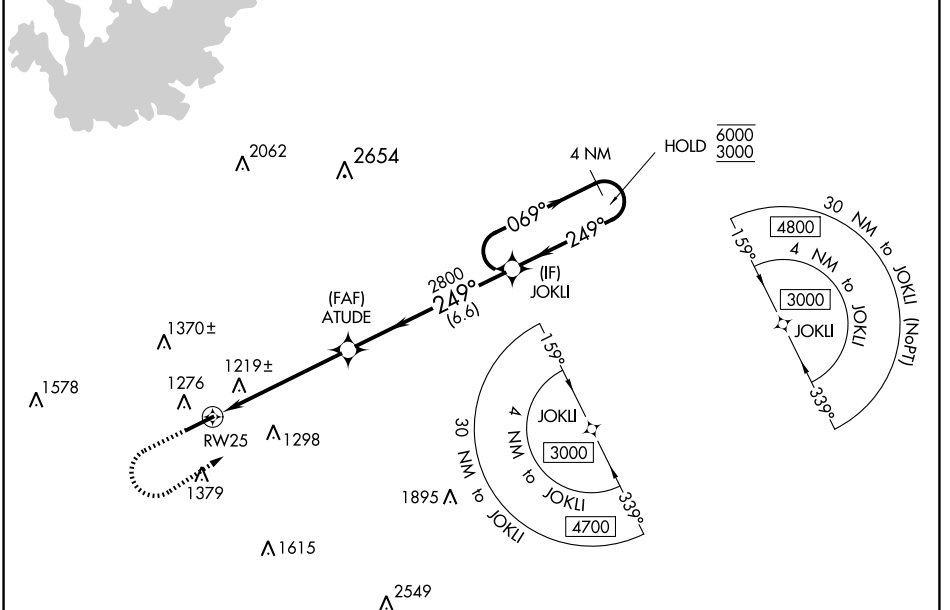 2062
2654
4 NM
HOLD
6000
3000
069°
249°
(IF)
JOKLI
2800
249°
(6.6)
(FAF)
ATUDE
1370±
1219±
1578
1276
RW25
1298
1379
1895
1615
2549
159°
4800
30 NM to JOKLI (NoPT)
4 NM to JOKLI
3000
JOKLI
339°
159°
JOKLI
3000
4 NM to JOKLI
30 NM to JOKLI
4700
339°